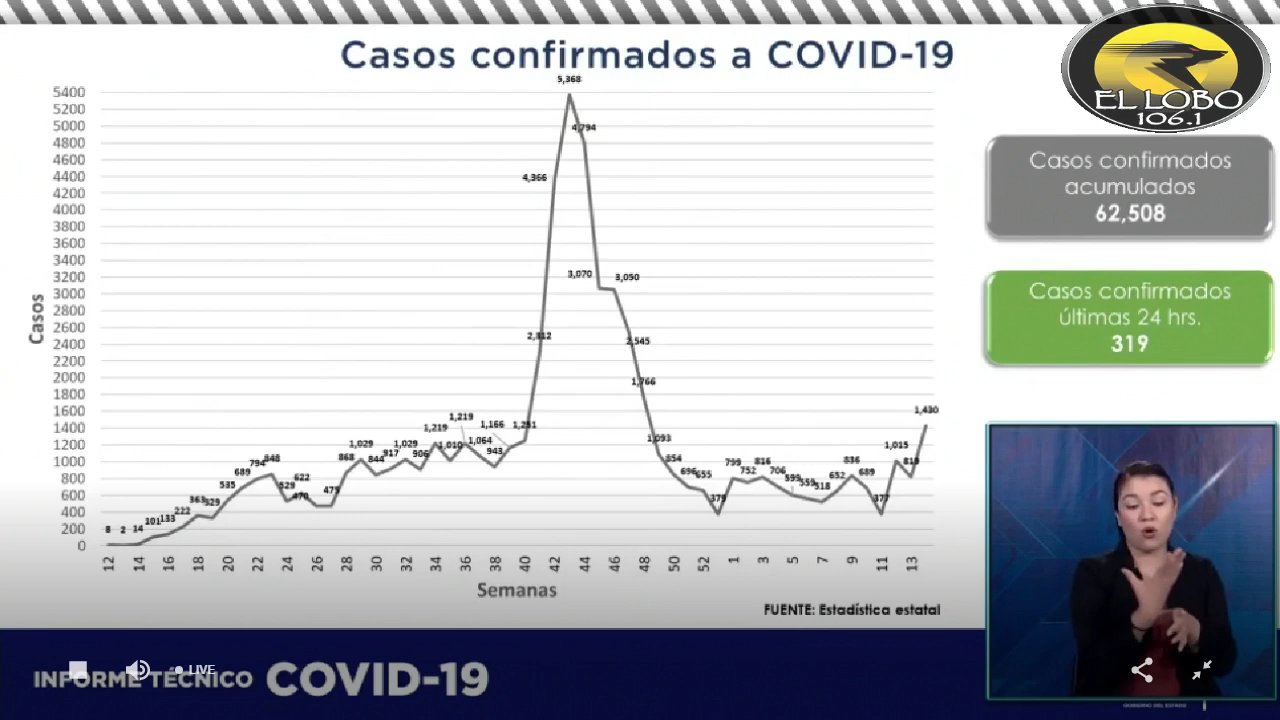 Casos confirmados a COVID-19
EL LOBO
106.1
5400
5200
5000
4800
4600
4400
4200
4000
3800
3600
3400
3200
3000
2800
2600
2400
2200
2000
1800
1600
1400
1200
1000
800
600
400
200
0
Casos
8 2 14 101 133 222 363 329 535 689 794 848 529 622 470 475 868 1,029 844 917 1,029 906 1,219 1,010 1,219 1,064 943 1,166 1,251 2,312 4,366 5,368 4,794 3,070 3,050 2,545 1,766 1,093 854 696 655 379 799 752 816 706 599 559 518 652 836 689 377 1,015 819 1,430
12 14 16 18 20 22 24 26 28 30 32 34 36 38 40 42 44 46 48 50 52 1 3 5 7 9 11 13
Semanas
FUENTE: Estadística estatal
Casos confirmados
acumulados
62,508
Casos confirmados
últimas 24 hrs.
319
INFORME TÉCNICO COVID-19
LIVE
GOBIERNO DEL ESTADO